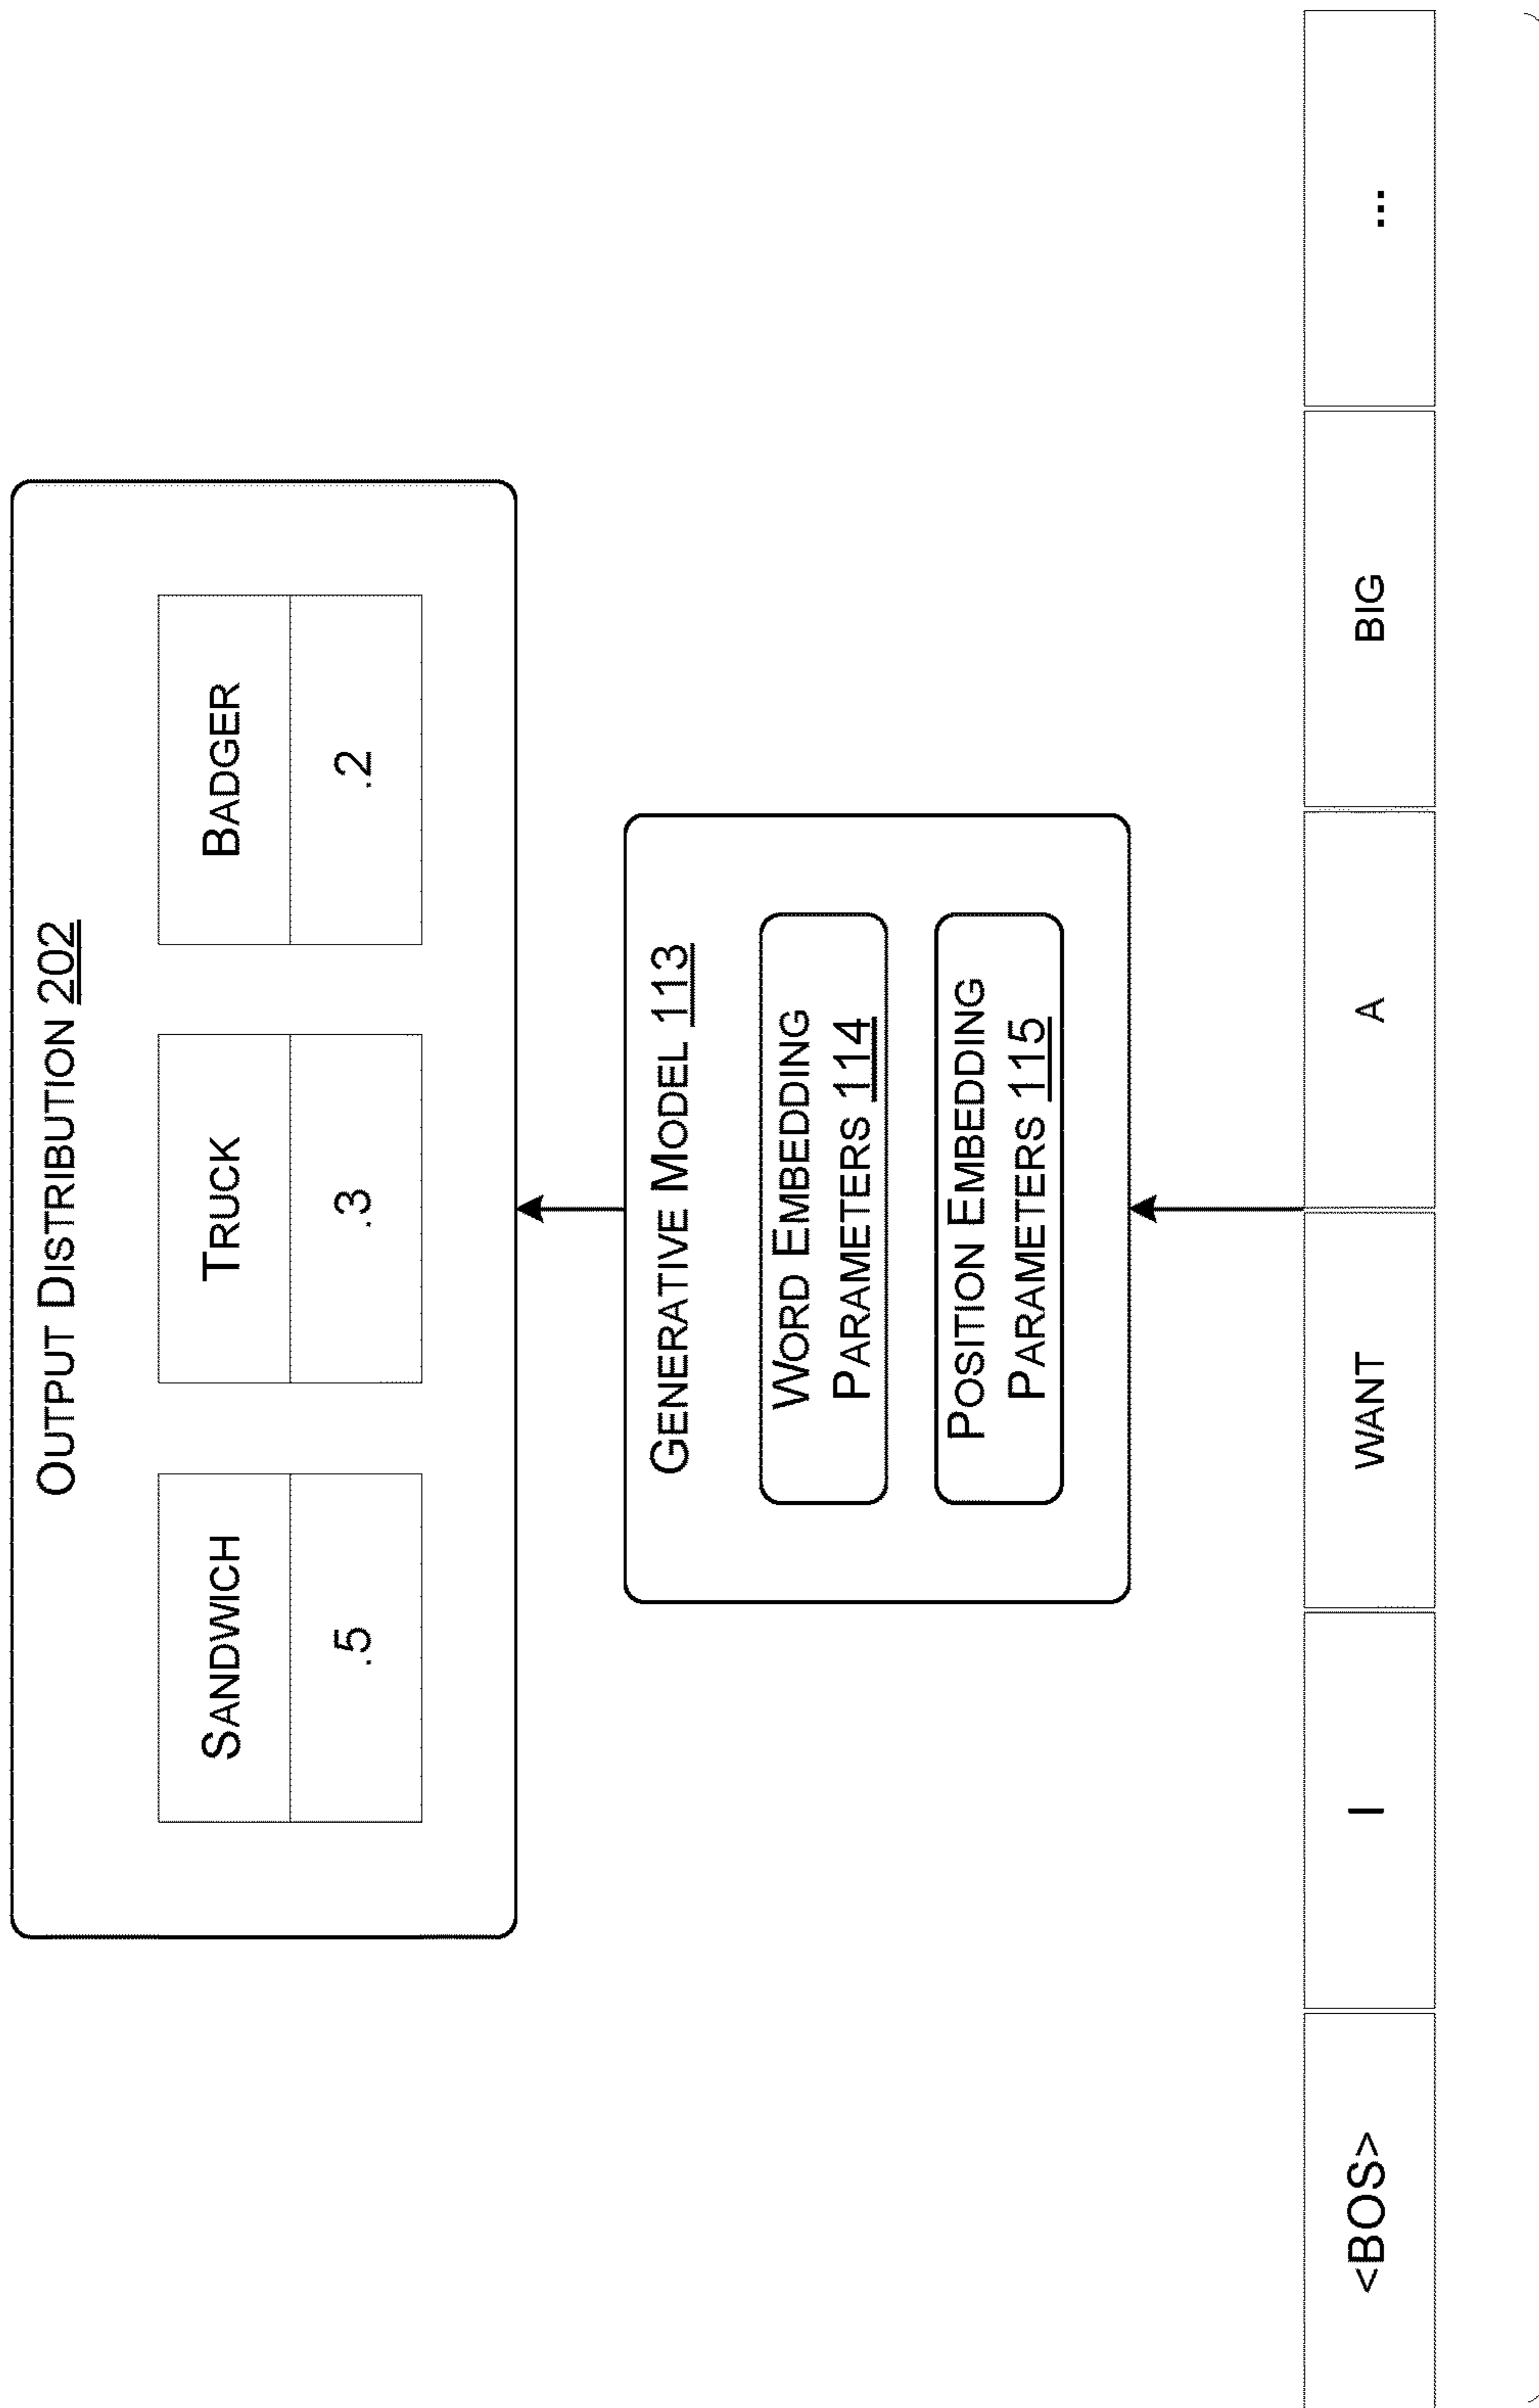 OUTPUT DISTRIBUTION 202
SANDWICH
TRUCK
BADGER
.5
.3
.2
GENERATIVE MODEL 113
WORD EMBEDDING
PARAMETERS 114
POSITION EMBEDDING
PARAMETERS 115
<BOS>
I
WANT
A
BIG
...